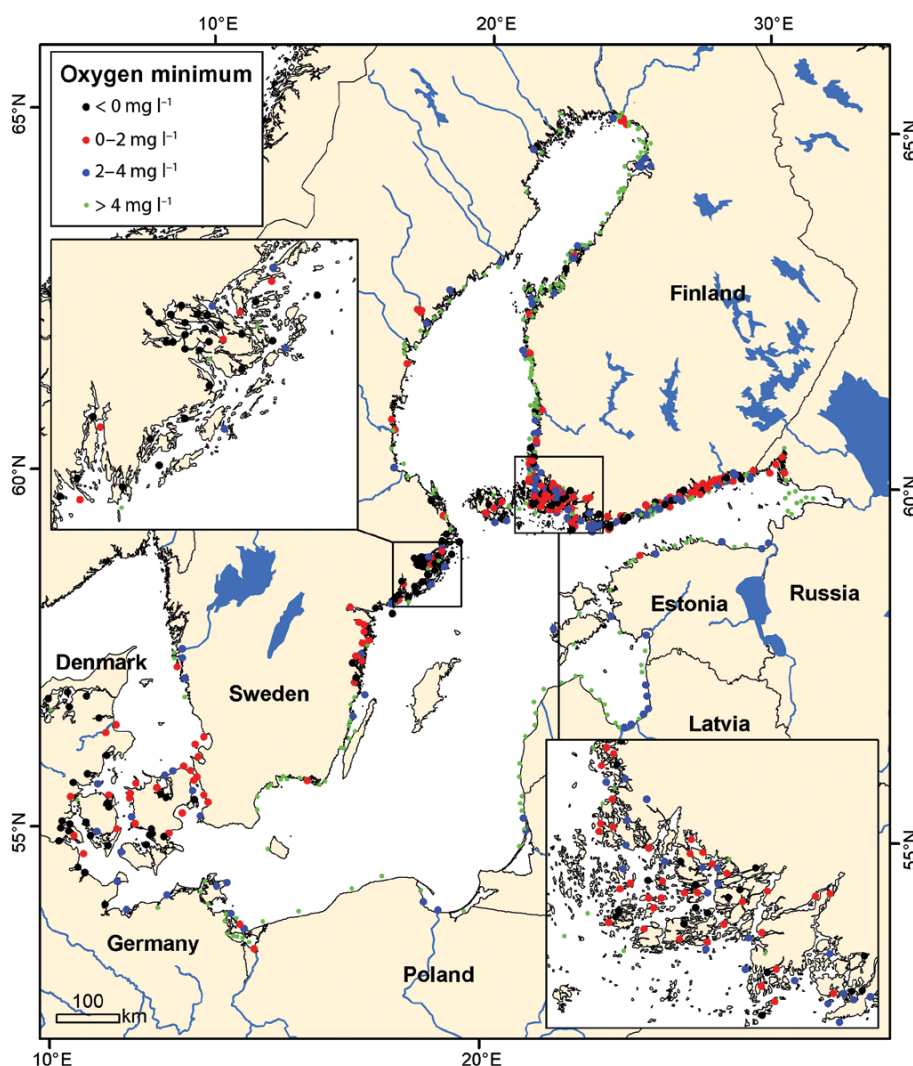 10°E 20°E 30°E
Oxygen minimum
< 0 mg l⁻¹
0–2 mg l⁻¹
2–4 mg l⁻¹
> 4 mg l⁻¹
65°N 65°N
Finland
60°N 60°N
Estonia Russia
Denmark
Sweden
Latvia
55°N 55°N
Germany
Poland
100
km
10°E 20°E